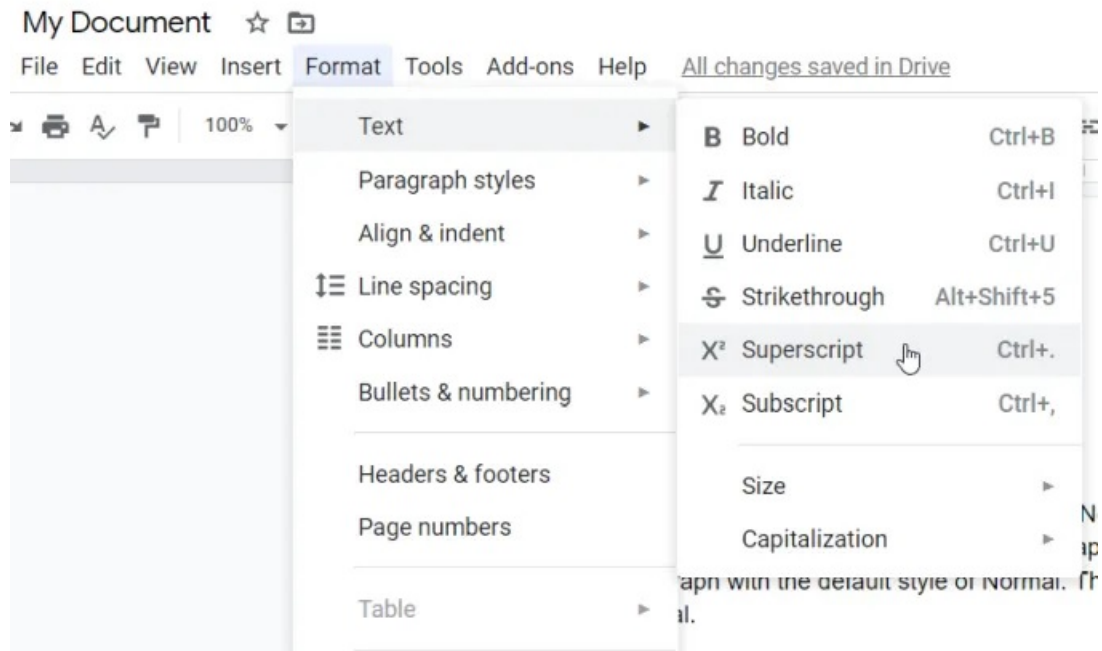 My Document
File Edit View Insert Format Tools Add-ons Help All changes saved in Drive
100%
Text
Paragraph styles
Align & indent
Line spacing
Columns
Bullets & numbering
Headers & footers
Page numbers
Table
B Bold Ctrl+B
I Italic Ctrl+I
U Underline Ctrl+U
S Strikethrough Alt+Shift+5
X² Superscript Ctrl+.
X₂ Subscript Ctrl+,
Size
Capitalization
with the default style of Normal.